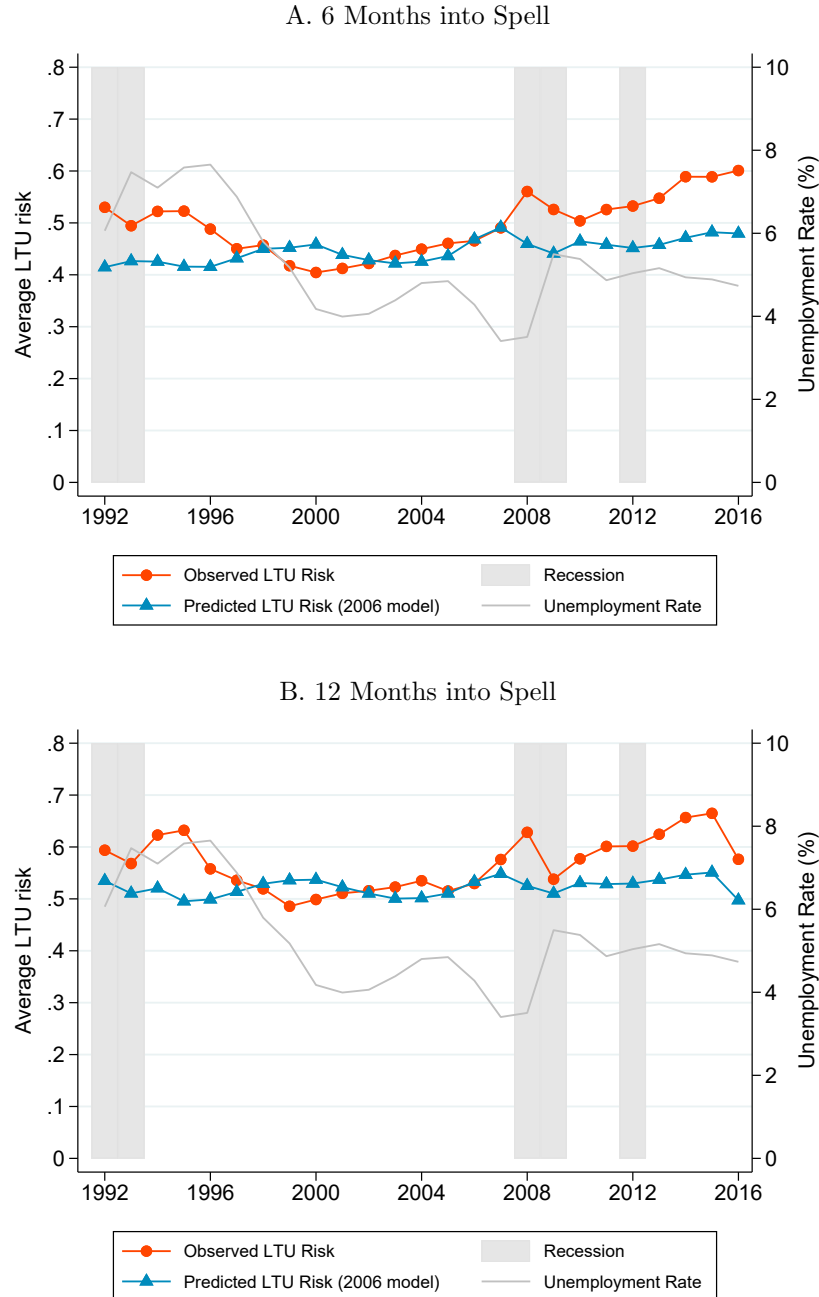 A. 6 Months into Spell
.8
.7
.6
.5
.4
.3
.2
.1
0
Average LTU risk
10
8
6
4
2
0
Unemployment Rate (%)
1992 1996 2000 2004 2008 2012 2016
Observed LTU Risk Recession
Predicted LTU Risk (2006 model) Unemployment Rate
B. 12 Months into Spell
.8
.7
.6
.5
.4
.3
.2
.1
0
Average LTU risk
10
8
6
4
2
0
Unemployment Rate (%)
1992 1996 2000 2004 2008 2012 2016
Observed LTU Risk Recession
Predicted LTU Risk (2006 model) Unemployment Rate